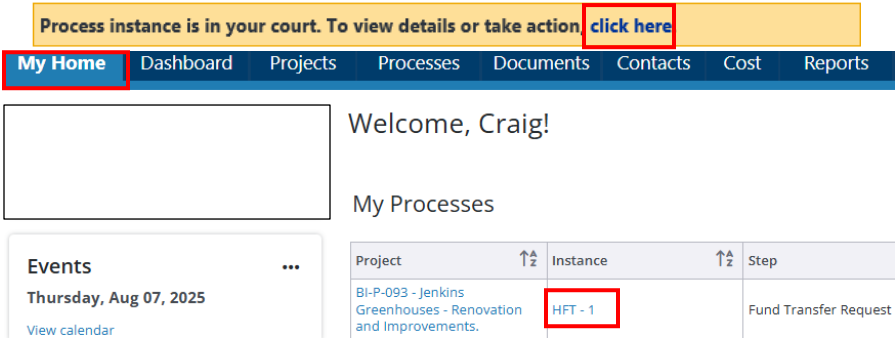 Process instance is in your court. To view details or take action, click here.
My Home Dashboard Projects Processes Documents Contacts Cost Reports
Welcome, Craig!
My Processes
Events ...
Thursday, Aug 07, 2025
View calendar
Project Instance Step
BI-P-093 - Jenkins
Greenhouses - Renovation
and Improvements.
HFT - 1
Fund Transfer Request